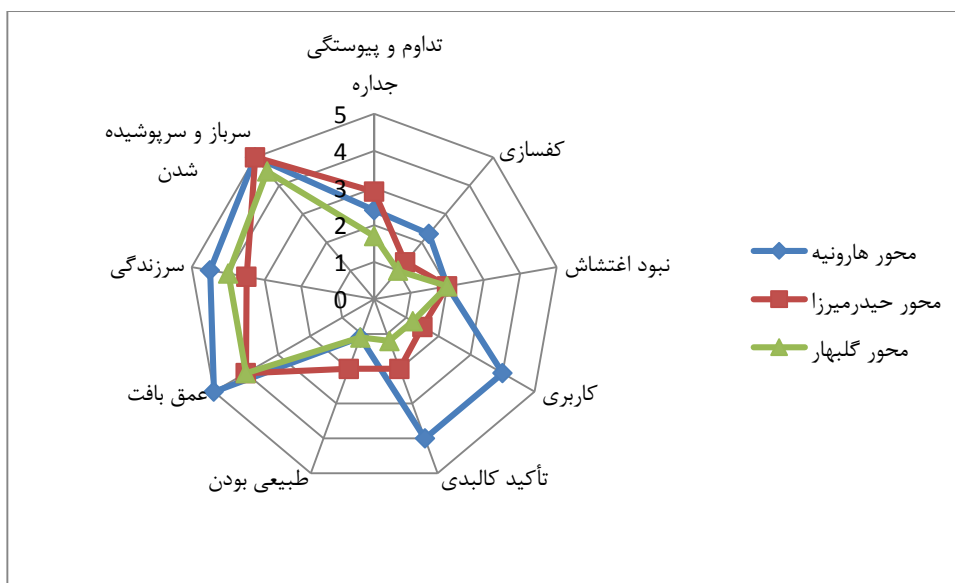 تداوم و پیوستگی
جداره
کفسازی
نبود اغتشاش
کاربری
تأکید کالبدی
طبیعی بودن
عمق بافت
سرزندگی
سرباز و سرپوشیده
شدن
5
4
3
2
1
0
محور هارونیه
محور حیدرمیرزا
محور گلبهار